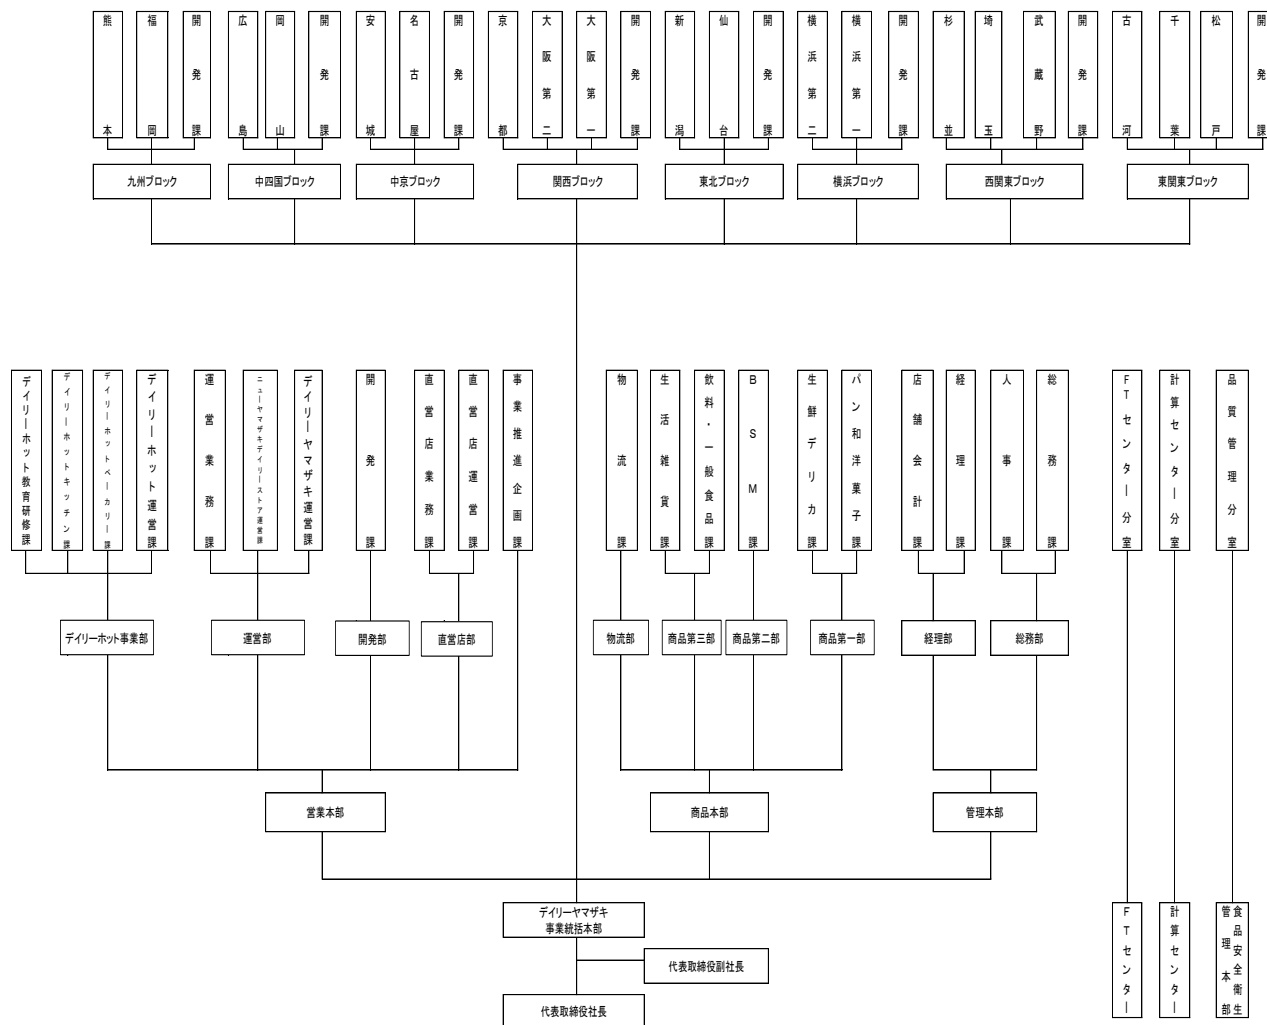 熊本
福岡
開発課
広島
岡山
開発課
安城
名古屋
開発課
京都
大阪第二
大阪第一
開発課
新潟
仙台
開発課
横浜第二
横浜第一
開発課
杉並
埼玉
武蔵野
開発課
古河
千葉
松戸
開発課
九州ブロック
中四国ブロック
中京ブロック
関西ブロック
東北ブロック
横浜ブロック
西関東ブロック
東関東ブロック
デイリーホット教育研修課
デイリーホットキッチン課
デイリーホットベーカリー課
デイリーホット運営課
運営業務課
ニューヤマザキデイリーストア運営課
デイリーヤマザキ運営課
開発課
直営店業務課
直営店運営課
事業推進企画課
物流課
生活雑貨課
飲料・一般食品課
BSM課
生鮮デリカ課
パン和洋菓子課
店舗会計課
経理課
人事課
総務課
FTセンター分室
計算センター分室
品質管理分室
デイリーホット事業部
運営部
開発部
直営店部
物流部
商品第三部
商品第二部
商品第一部
経理部
総務部
営業本部
商品本部
管理本部
デイリーヤマザキ
事業統括本部
代表取締役副社長
代表取締役社長
FTセンター
計算センター
食品安全衛生
管理本部